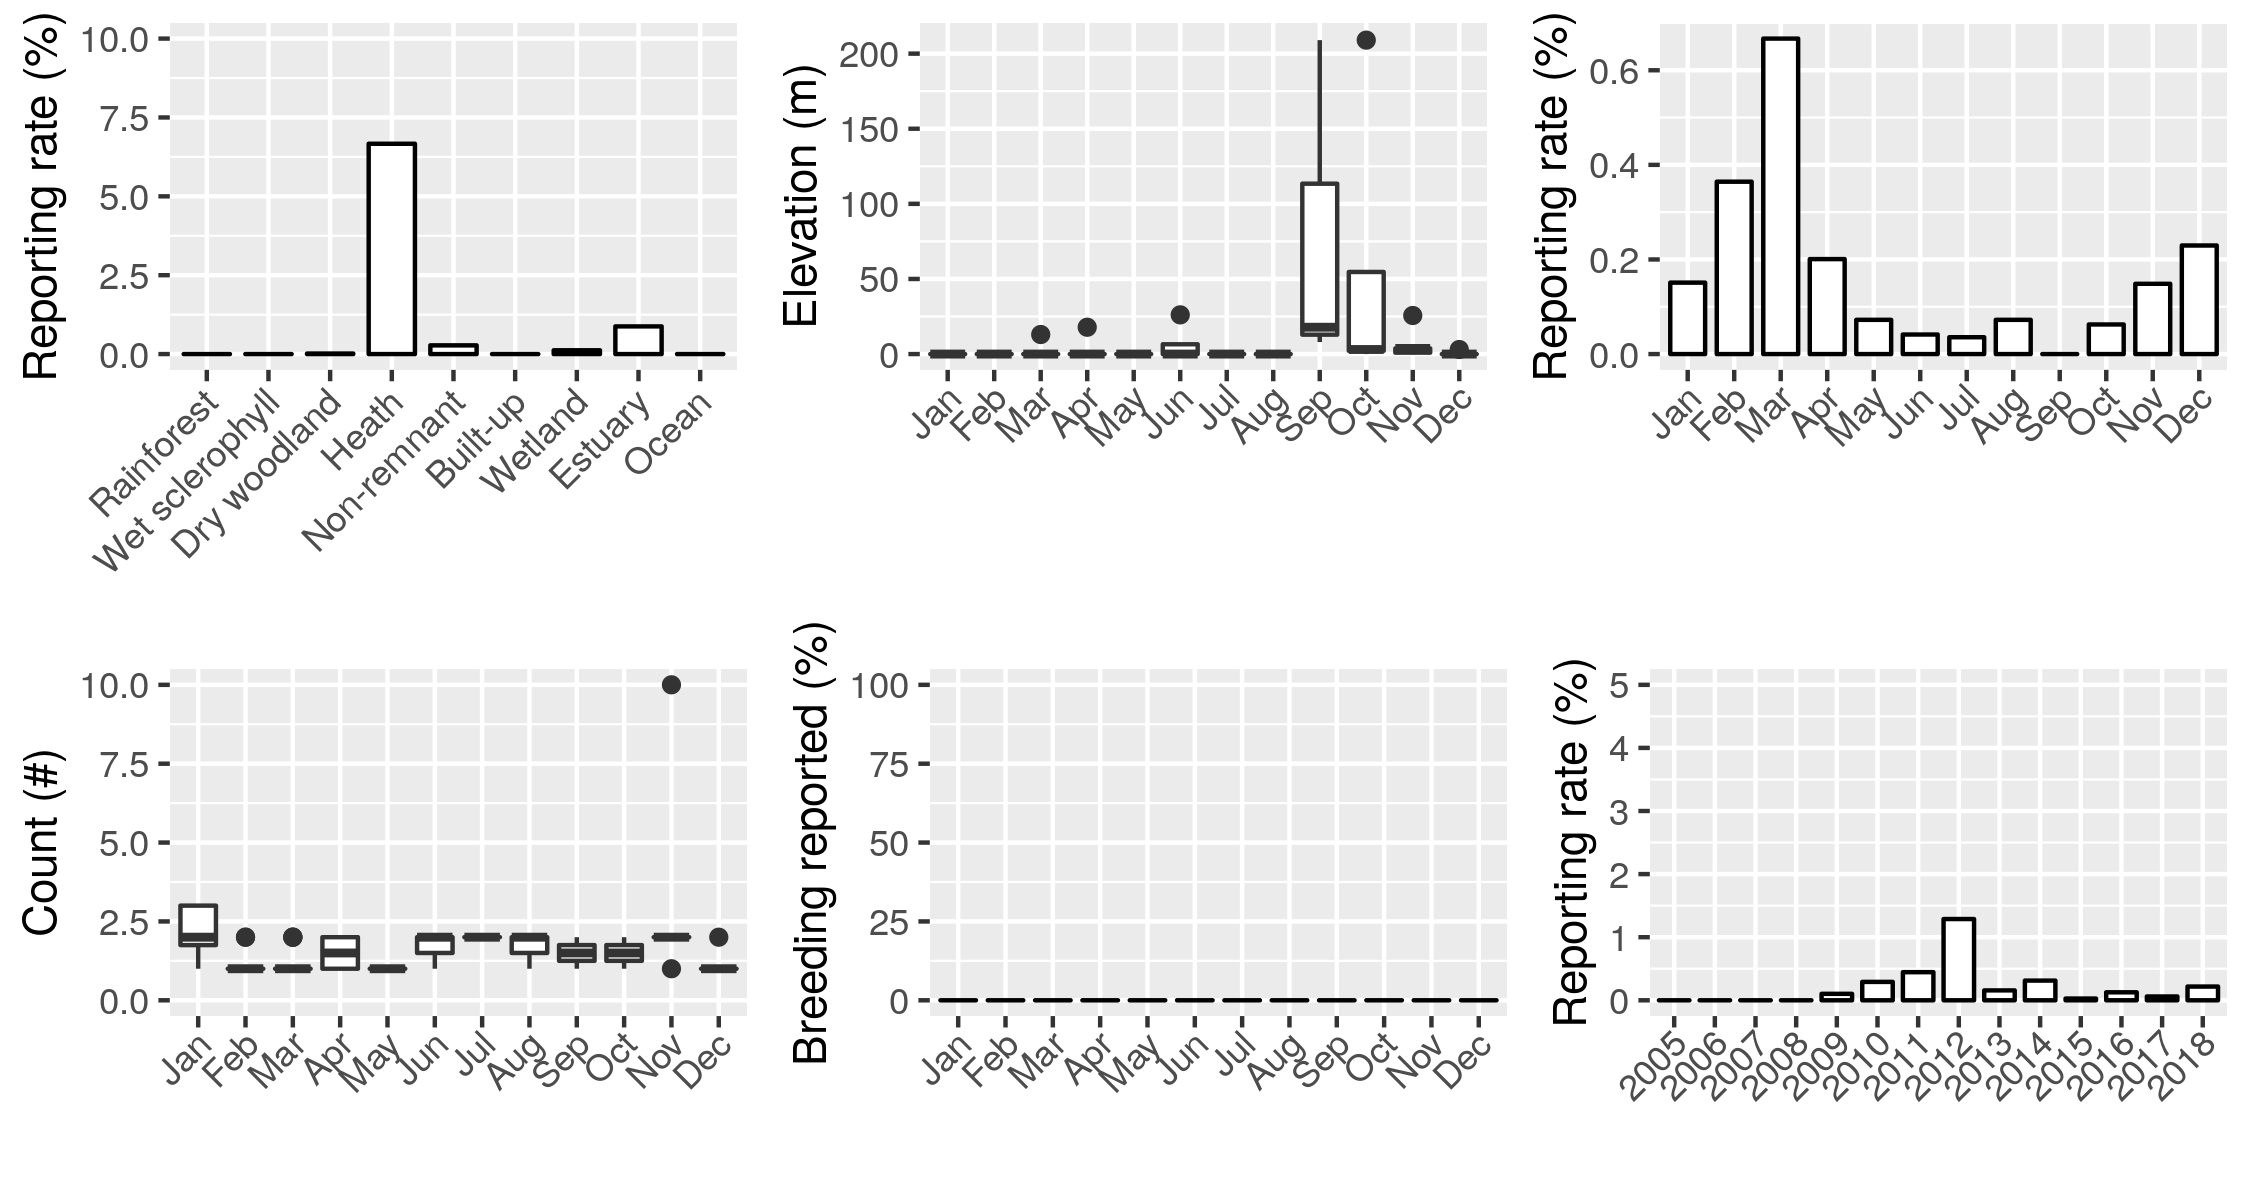 Reporting rate (%)
10.0
7.5
5.0
2.5
0.0
Rainforest
Wet sclerophyll
Dry woodland
Heath
Non-remnant
Built-up
Wetland
Estuary
Ocean
Elevation (m)
200
150
100
50
0
Jan
Feb
Mar
Apr
May
Jun
Jul
Aug
Sep
Oct
Nov
Dec
Reporting rate (%)
0.6
0.4
0.2
0.0
Jan
Feb
Mar
Apr
May
Jun
Jul
Aug
Sep
Oct
Nov
Dec
Count (#)
10.0
7.5
5.0
2.5
0.0
Jan
Feb
Mar
Apr
May
Jun
Jul
Aug
Sep
Oct
Nov
Dec
Breeding reported (%)
100
75
50
25
0
Jan
Feb
Mar
Apr
May
Jun
Jul
Aug
Sep
Oct
Nov
Dec
Reporting rate (%)
5
4
3
2
1
0
2005
2006
2007
2008
2009
2010
2011
2012
2013
2014
2015
2016
2017
2018